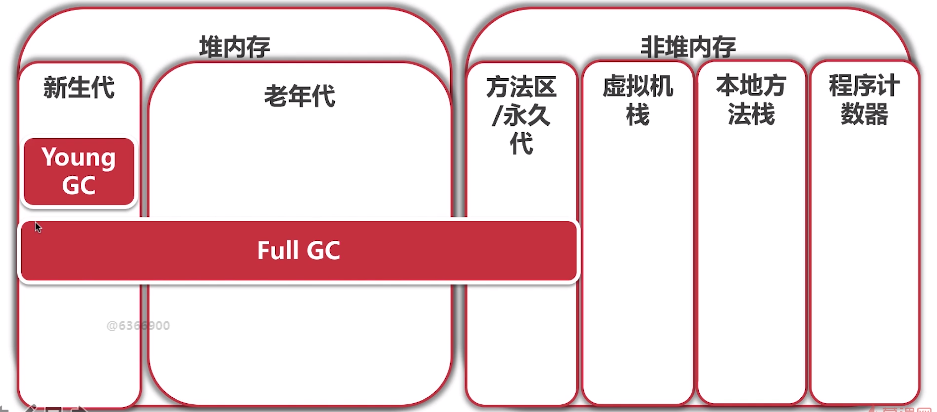 堆内存
非堆内存
新生代
老年代
方法区
/永久
代
虚拟机
栈
本地方
法栈
程序计
数器
Young
GC
Full GC
@6366900